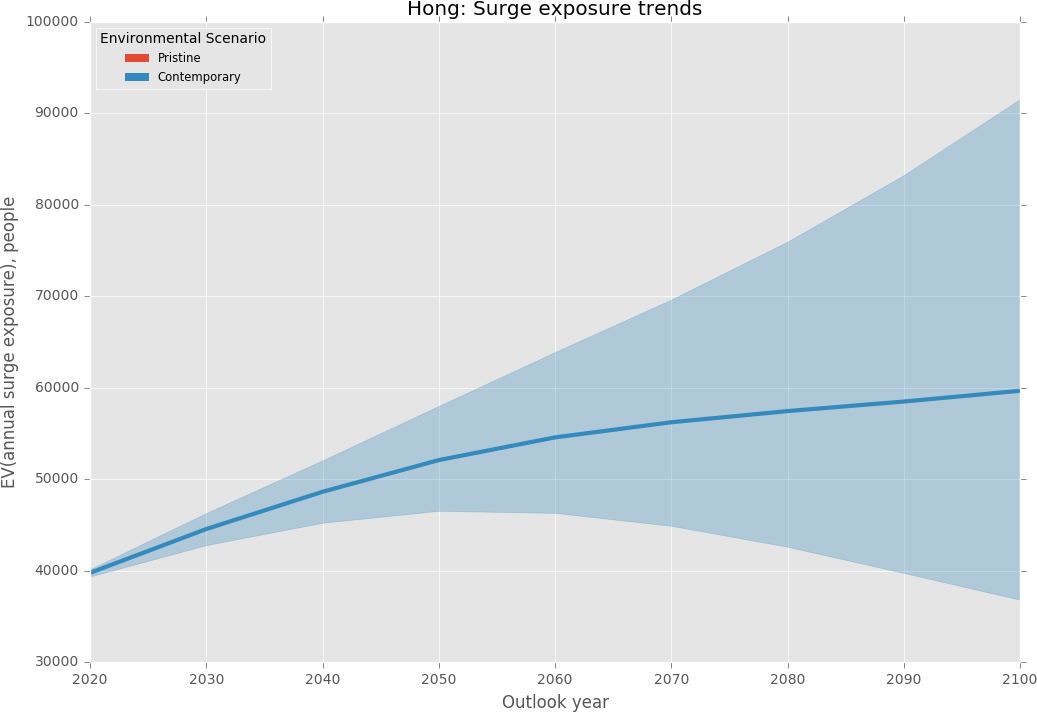 Hong: Surge exposure trends
100000
90000
80000
70000
60000
50000
40000
30000
EV(annual surge exposure), people
Environmental Scenario
Pristine
Contemporary
2020 2030 2040 2050 2060 2070 2080 2090 2100
Outlook year